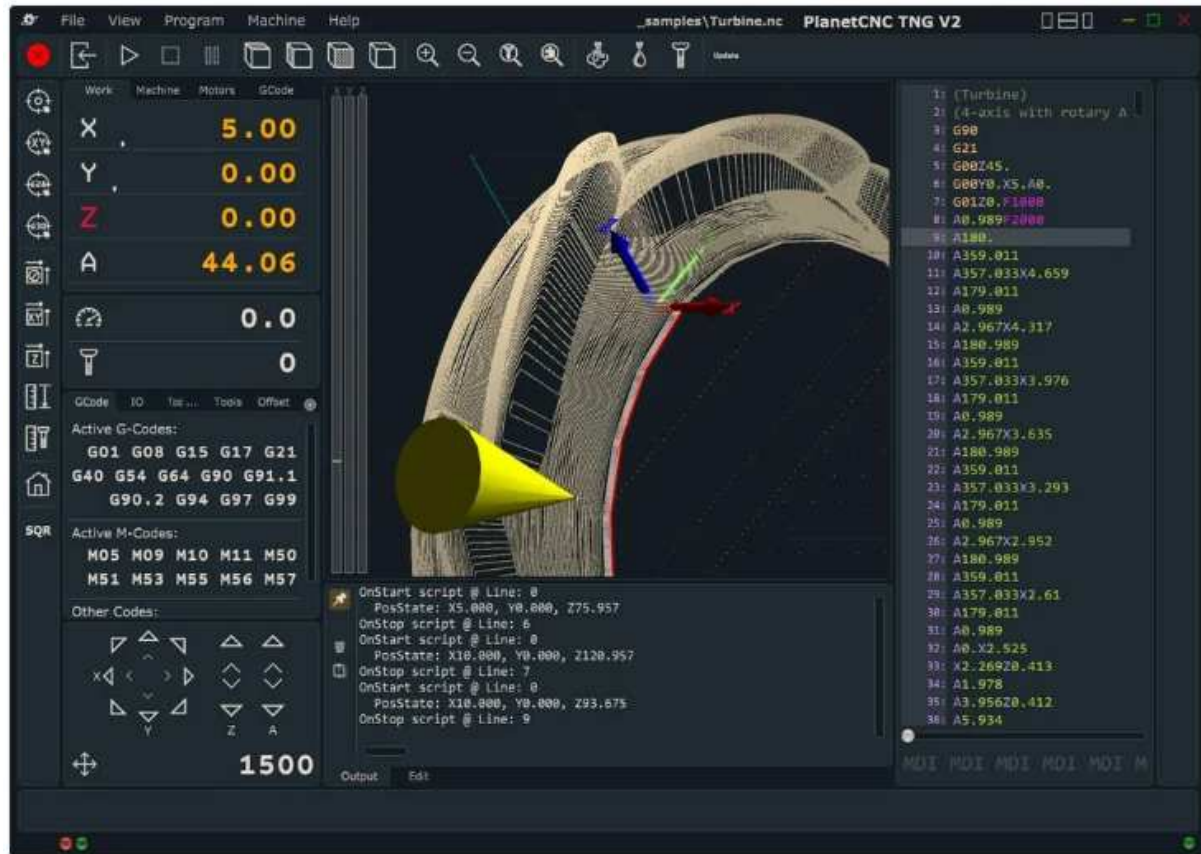 File View Program Machine Help _samples\Turbine.nc PlanetCNC TNG V2
Update
Work Machine Motors GCode
X 5.00
Y 0.00
Z 0.00
A 44.06
0.0
0
GCode IO Tools Offset
Active G-Codes:
G01 G08 G15 G17 G21
G40 G54 G64 G90 G91.1
G90.2 G94 G97 G99
Active M-Codes:
M05 M09 M10 M11 M50
M51 M53 M55 M56 M57
Other Codes:
X
Y Z A
1500
XY
G28
G30
XY
Z
SQR
X Y Z
X
OnStart script @ Line: 0
PosState: X5.000, Y0.000, Z75.957
OnStop script @ Line: 6
OnStart script @ Line: 0
PosState: X10.000, Y0.000, Z120.957
OnStop script @ Line: 7
OnStart script @ Line: 0
PosState: X10.000, Y0.000, Z93.675
OnStop script @ Line: 9
Output Edit
1: (Turbine)
2: (4-axis with rotary A
3: G90
4: G21
5: G00Z45.
6: G00Y0.X5.A0.
7: G01Z0.F1000
8: A0.989F2000
9: A180.
10: A359.011
11: A357.033X4.659
12: A179.011
13: A0.989
14: A2.967X4.317
15: A180.989
16: A359.011
17: A357.033X3.976
18: A179.011
19: A0.989
20: A2.967X3.635
21: A180.989
22: A359.011
23: A357.033X3.293
24: A179.011
25: A0.989
26: A2.967X2.952
27: A180.989
28: A359.011
29: A357.033X2.61
30: A179.011
31: A0.989
32: A0.X2.525
33: X2.269Z0.413
34: A1.978
35: A3.956Z0.412
36: A5.934
MDI MDI MDI MDI MDI M